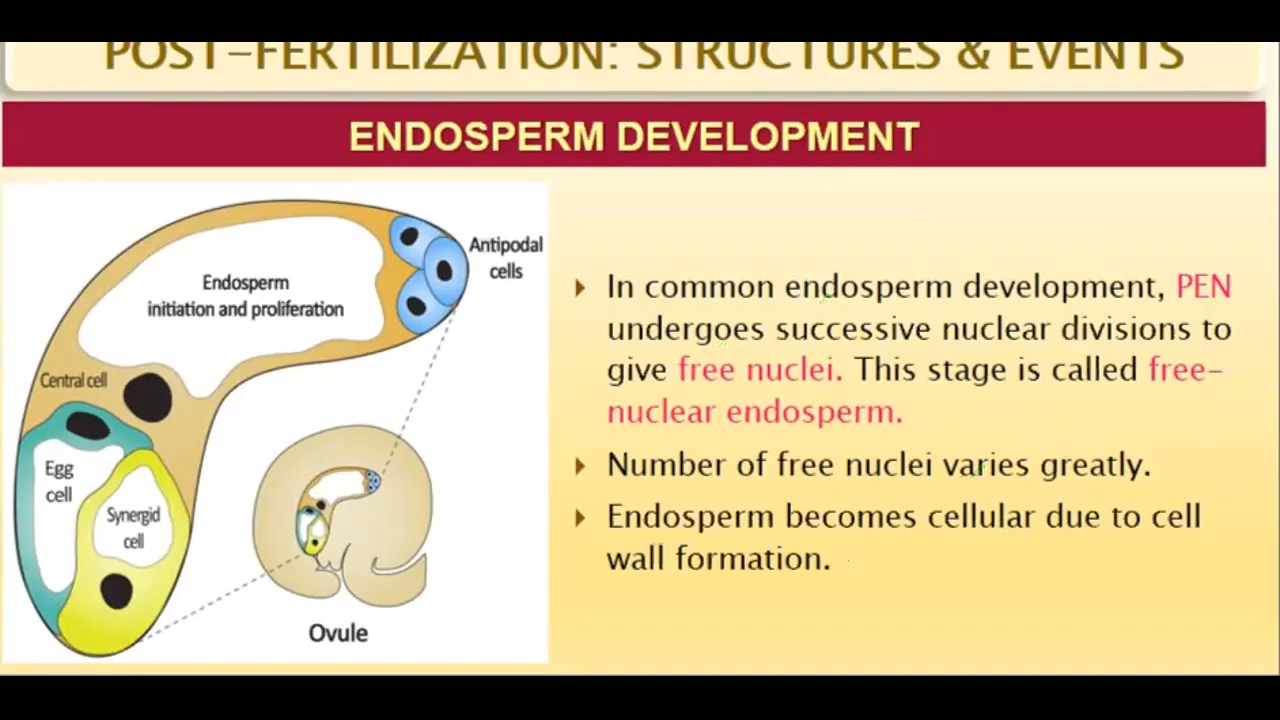 POST-FERTILIZATION: STRUCTURES & EVENTS
ENDOSPERM DEVELOPMENT
Endosperm
initiation and proliferation
Antipodal
cells
Central cell
Egg
cell
Synergid
cell
Ovule
In common endosperm development, PEN
undergoes successive nuclear divisions to
give free nuclei. This stage is called free-
nuclear endosperm.
Number of free nuclei varies greatly.
Endosperm becomes cellular due to cell
wall formation.